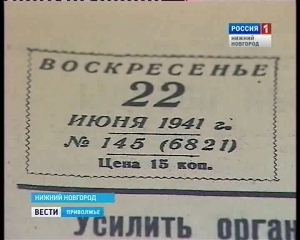 РОССИЯ 1
НИЖНИЙ
НОВГОРОД
ВОСКРЕСЕНЬЕ
22
ИЮНЯ 1941 г.
№ 145 (6821)
Цена 15 коп.
НИЖНИЙ НОВГОРОД
ВЕСТИ ПРИВОЛЖЬЕ
Усилить орган